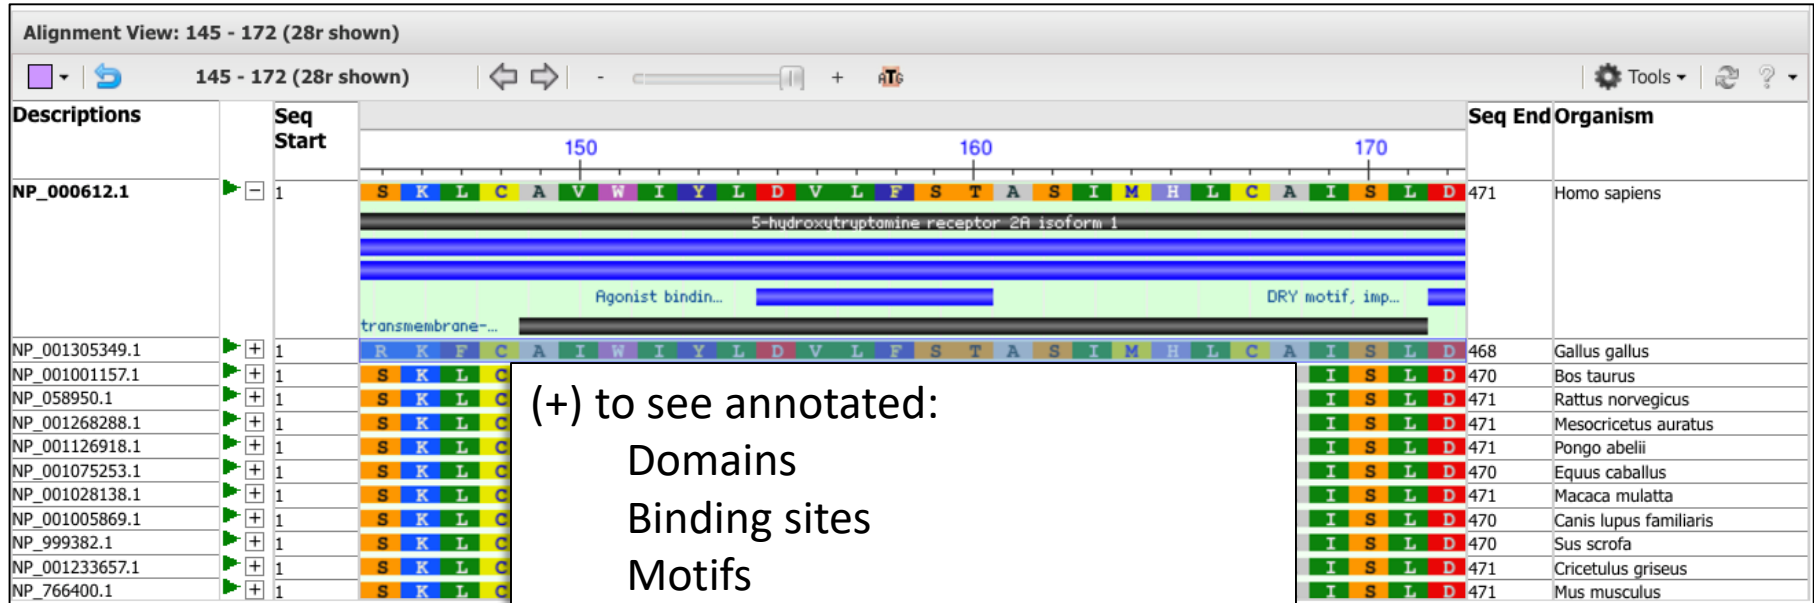 Alignment View: 145 - 172 (28r shown)
145 - 172 (28r shown) - + ATG Tools ?
Descriptions Seq Start Seq End Organism
150 160 170
NP_000612.1 - 1 S K L C A V W I Y L D V L F S T A S I M H L C A I S L D 471 Homo sapiens
5-hydroxytryptamine receptor 2A isoform 1
Agonist bindin... DRY motif, imp...
transmembrane-...
NP_001305349.1 + 1 R K F C A I W I Y L D V L F S T A S I M H L C A I S L D 468 Gallus gallus
NP_001001157.1 + 1 S K L C I S L D 470 Bos taurus
NP_058950.1 + 1 S K L C I S L D 471 Rattus norvegicus
NP_001268288.1 + 1 S K L C I S L D 471 Mesocricetus auratus
NP_001126918.1 + 1 S K L C I S L D 471 Pongo abelii
NP_001075253.1 + 1 S K L C I S L D 470 Equus caballus
NP_001028138.1 + 1 S K L C I S L D 471 Macaca mulatta
NP_001005869.1 + 1 S K L C I S L D 470 Canis lupus familiaris
NP_999382.1 + 1 S K L C I S L D 470 Sus scrofa
NP_001233657.1 + 1 S K L C I S L D 471 Cricetulus griseus
NP_766400.1 + 1 S K L C I S L D 471 Mus musculus
(+) to see annotated:
Domains
Binding sites
Motifs